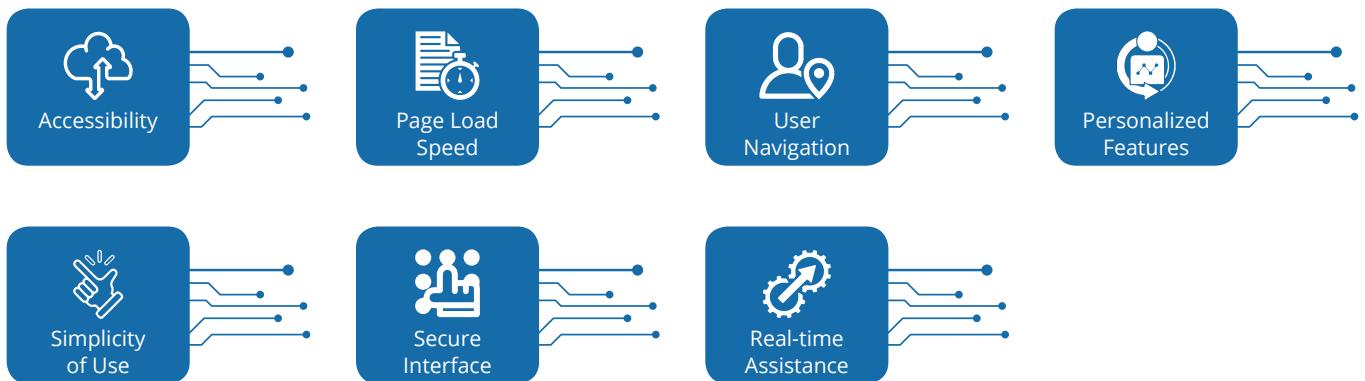 Accessibility
Page Load
Speed
User
Navigation
Personalized
Features
Simplicity
of Use
Secure
Interface
Real-time
Assistance